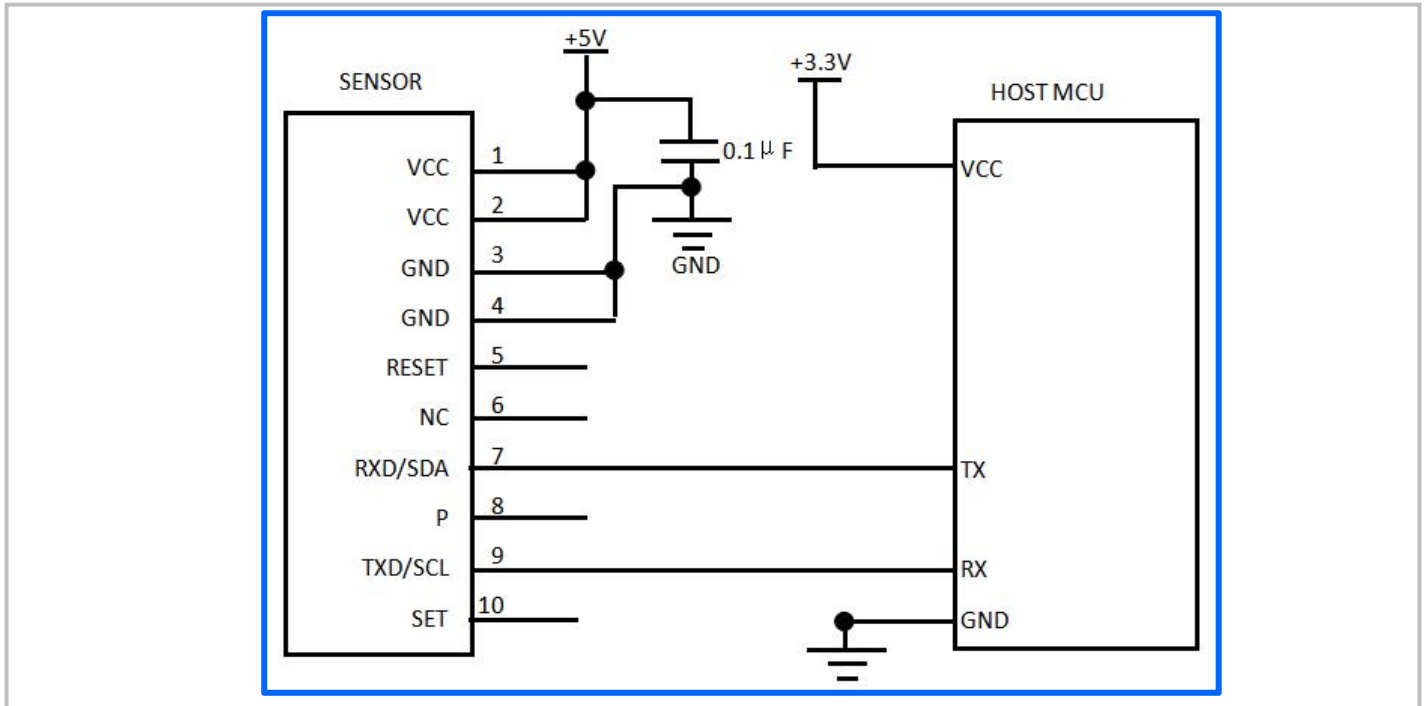 +5V
+3.3V
SENSOR
HOST MCU
VCC 1
0.1μF
VCC
VCC 2
GND 3
GND
GND 4
RESET 5
NC 6
RXD/SDA 7
TX
P 8
TXD/SCL 9
RX
SET 10
GND